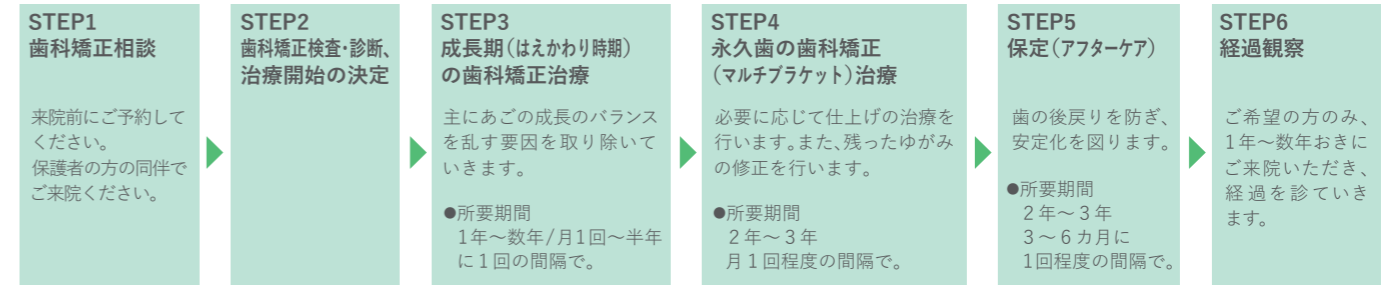 STEP1
歯科矯正相談
来院前にご予約して
ください。
保護者の方の同伴で
ご来院ください。
STEP2
歯科矯正検査・診断、
治療開始の決定
STEP3
成長期(はえかわり時期)
の歯科矯正治療
主にあごの成長のバランス
を乱す要因を取り除いて
いきます。
●所要期間
1年〜数年/月1回〜半年
に1回の間隔で。
STEP4
永久歯の歯科矯正
(マルチブラケット)治療
必要に応じて仕上げの治療を
行います。また、残ったゆがみ
の修正を行います。
●所要期間
2年〜3年
月1回程度の間隔で。
STEP5
保定(アフターケア)
歯の後戻りを防ぎ、
安定化を図ります。
●所要期間
2年〜3年
3〜6カ月に
1回程度の間隔で。
STEP6
経過観察
ご希望の方のみ、
1年〜数年おきに
ご来院いただき、
経過を診ていき
ます。